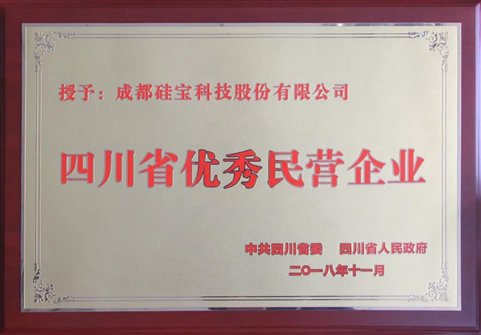 授予：成都硅宝科技股份有限公司
四川省优秀民营企业
中共四川省委 四川省人民政府
二〇一八年十一月